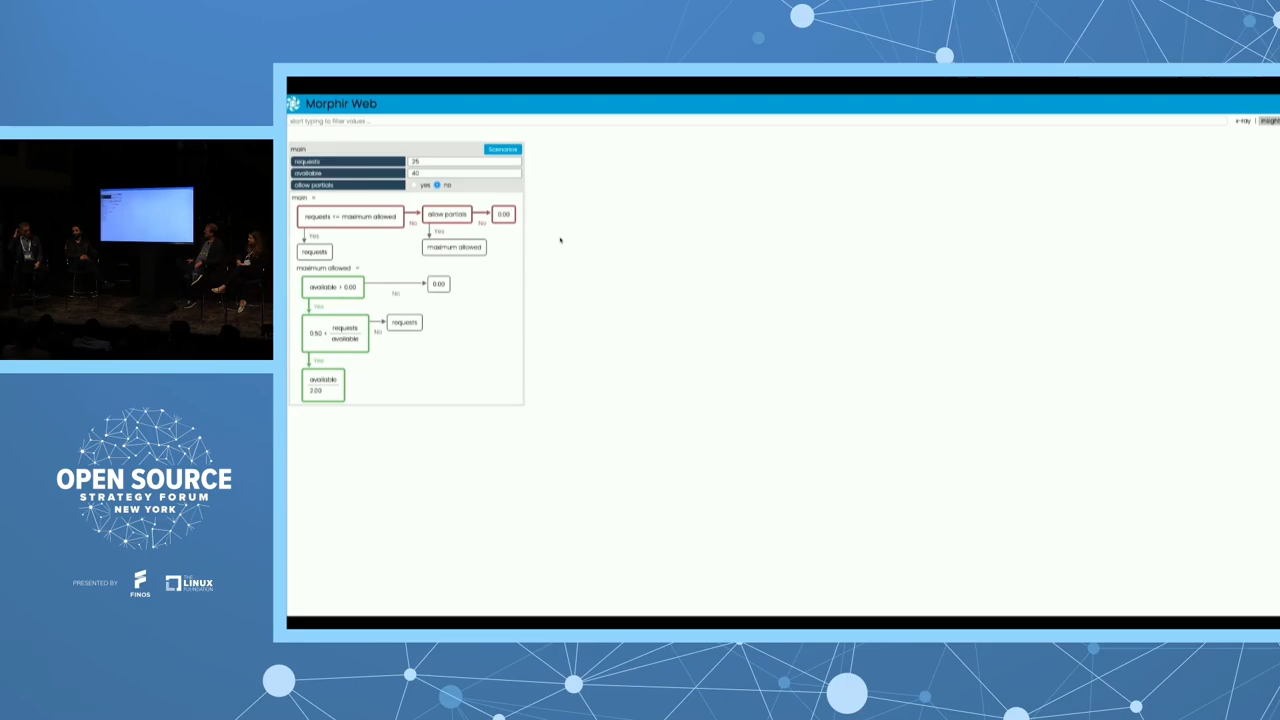 Morphir Web
start typing to filter values ...
x-ray | insight
main
Scenarios
requests
25
available
40
allow partials
yes
no
main
requests <= maximum allowed
No
allow partials
No
0.00
Yes
requests
Yes
maximum allowed
maximum allowed
available > 0.00
No
0.00
Yes
0.50 <
requests
available
No
requests
Yes
available
2.00
OPEN SOURCE
STRATEGY FORUM
NEW YORK
PRESENTED BY
FINOS
THE
LINUX
FOUNDATION